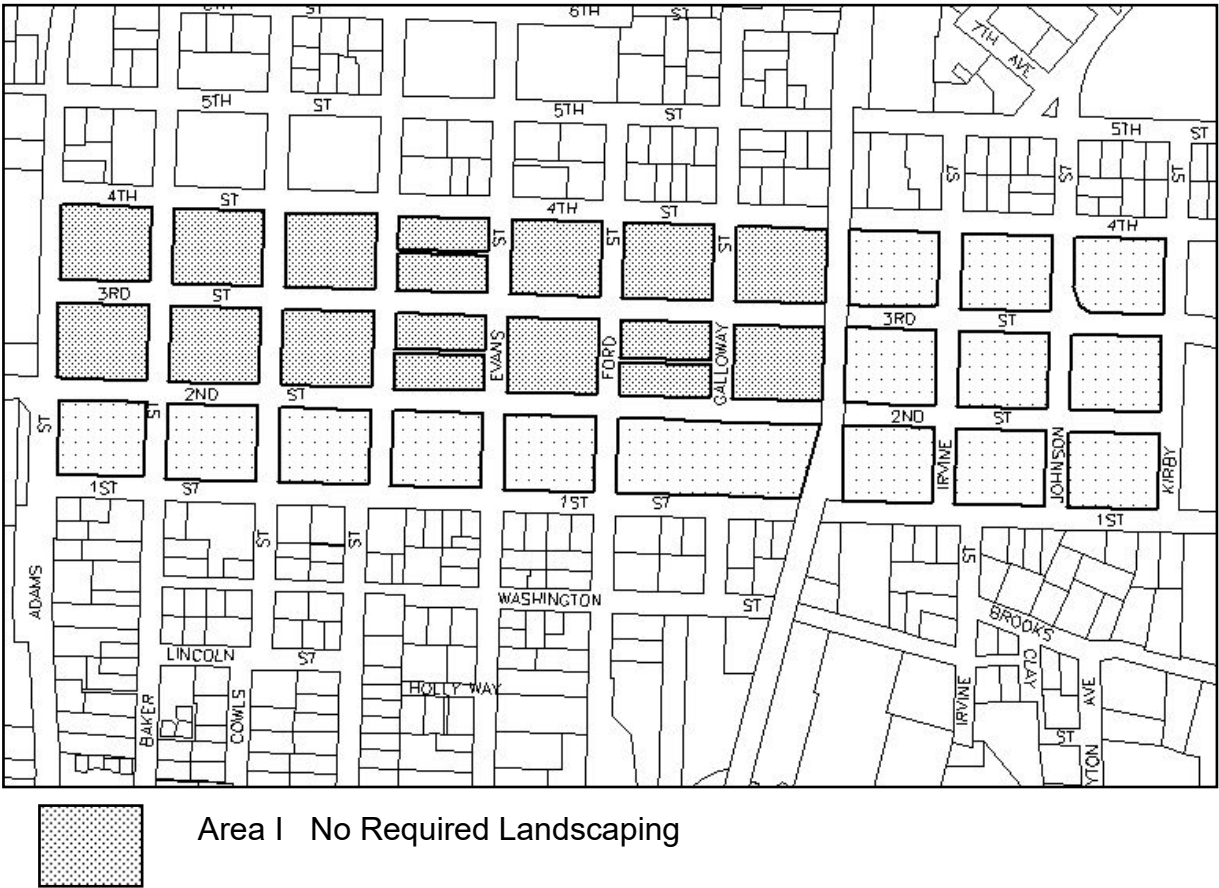 6TH ST
5TH ST 5TH ST 5TH ST
7TH AVE
4TH ST 4TH ST 4TH
ST ST ST
ST ST ST
3RD ST 3RD ST
EVANS FORD GALLOWAY
2ND ST 2ND ST
ST ST
IRVINE JOHNSON KIRBY
1ST ST 1ST ST 1ST
ST ST ST
ADAMS
WASHINGTON ST
BROOKS
LINCOLN ST
CLAY
HOLLY WAY
BAKER COWLS IRVINE AVE
ST
YTON
Area I No Required Landscaping